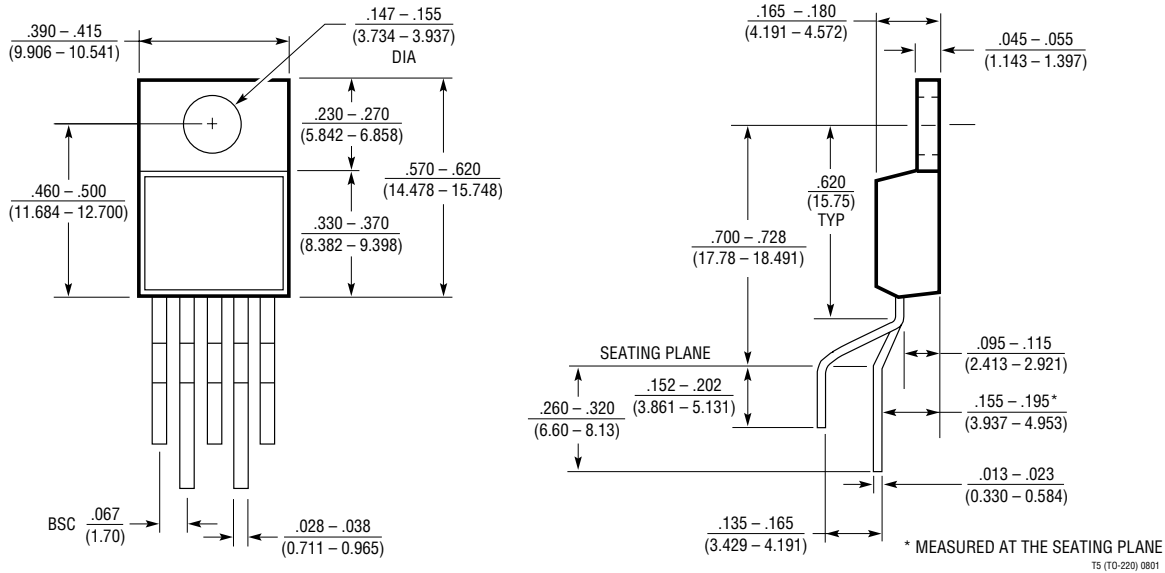 .390 – .415
(9.906 – 10.541)
.147 – .155
(3.734 – 3.937)
DIA
.230 – .270
(5.842 – 6.858)
.570 – .620
(14.478 – 15.748)
.460 – .500
(11.684 – 12.700)
.330 – .370
(8.382 – 9.398)
BSC
.067
(1.70)
.028 – .038
(0.711 – 0.965)
.165 – .180
(4.191 – 4.572)
.045 – .055
(1.143 – 1.397)
.620
(15.75)
TYP
.700 – .728
(17.78 – 18.491)
SEATING PLANE
.095 – .115
(2.413 – 2.921)
.152 – .202
(3.861 – 5.131)
.260 – .320
(6.60 – 8.13)
.155 – .195*
(3.937 – 4.953)
.013 – .023
(0.330 – 0.584)
.135 – .165
(3.429 – 4.191)
* MEASURED AT THE SEATING PLANE
T5 (TO-220) 0801